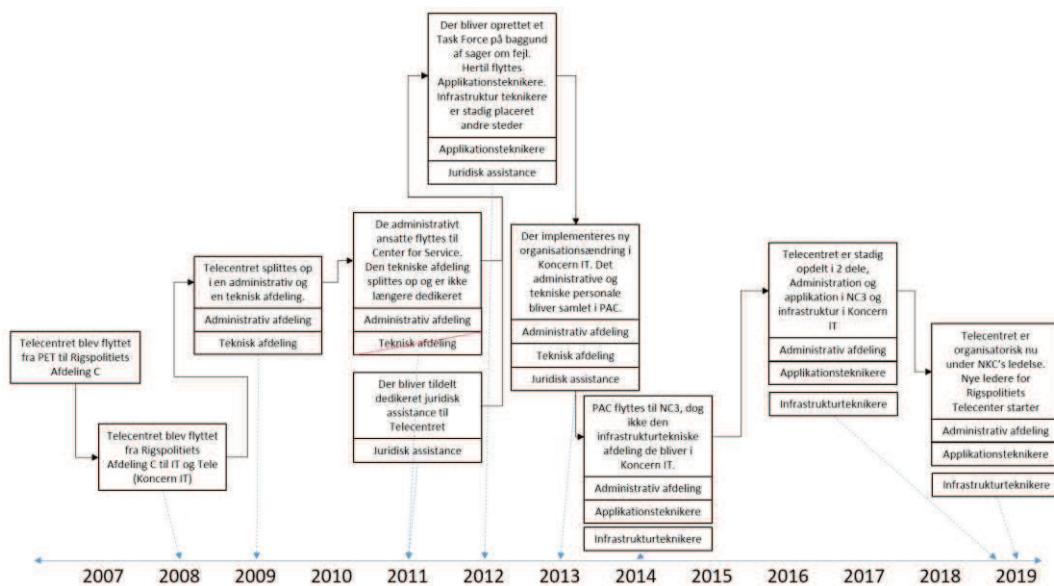 Telecentret blev flyttet
fra PET til Rigspolitiets
Afdeling C
Telecentret blev flyttet
fra Rigspolitiets
Afdeling C til IT og Tele
(Koncern IT)
Telecentret splittes op
i en administrativ og
en teknisk afdeling.
Administrativ afdeling
Teknisk afdeling
De administrativt
ansatte flyttes til
Center for Service.
Den tekniske afdeling
splittes op og er ikke
længere dedikeret
Administrativ afdeling
Teknisk afdeling
Der bliver tildelt
dedikeret juridisk
assistance til
Telecentret
Juridisk assistance
Der bliver oprettet et
Task Force på baggund
af sager om fejl.
Hertil flyttes
Applikationsteknikere.
Infrastruktur teknikere
er stadig placeret
andre steder
Applikationsteknikere
Juridisk assistance
Der implementeres ny
organisationsændring i
Koncern IT. Det
administrative og
tekniske personale
bliver samlet i PAC.
Administrativ afdeling
Teknisk afdeling
Juridisk assistance
PAC flyttes til NC3, dog
ikke den
infrastrukturtekniske
afdeling de bliver i
Koncern IT.
Administrativ afdeling
Applikationsteknikere
Infrastrukturteknikere
Telecentret er stadig
opdelt i 2 dele,
Administration og
applikation i NC3 og
infrastruktur i Koncern
IT
Administrativ afdeling
Applikationsteknikere
Infrastrukturteknikere
Telecentret er
organisatorisk nu
under NKC's ledelse.
Nye ledere for
Rigspolitiets
Telecenter starter
Administrativ afdeling
Applikationsteknikere
Infrastrukturteknikere
2007 2008 2009 2010 2011 2012 2013 2014 2015 2016 2017 2018 2019